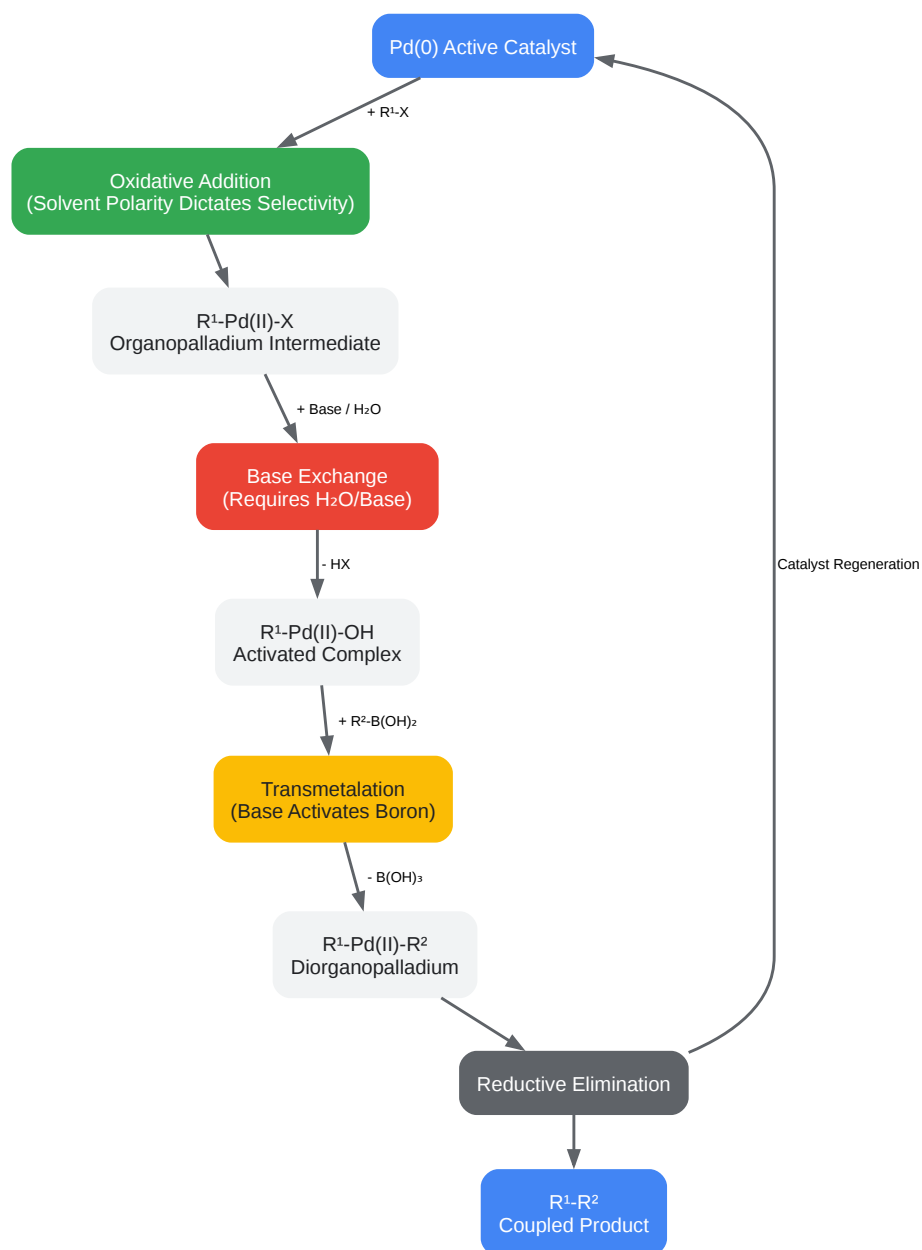 Pd(0) Active Catalyst
+ R¹-X
Oxidative Addition
(Solvent Polarity Dictates Selectivity)
R¹-Pd(II)-X
Organopalladium Intermediate
+ Base / H₂O
Base Exchange
(Requires H₂O/Base)
- HX
Catalyst Regeneration
R¹-Pd(II)-OH
Activated Complex
+ R²-B(OH)₂
Transmetalation
(Base Activates Boron)
- B(OH)₃
R¹-Pd(II)-R²
Diorganopalladium
Reductive Elimination
R¹-R²
Coupled Product